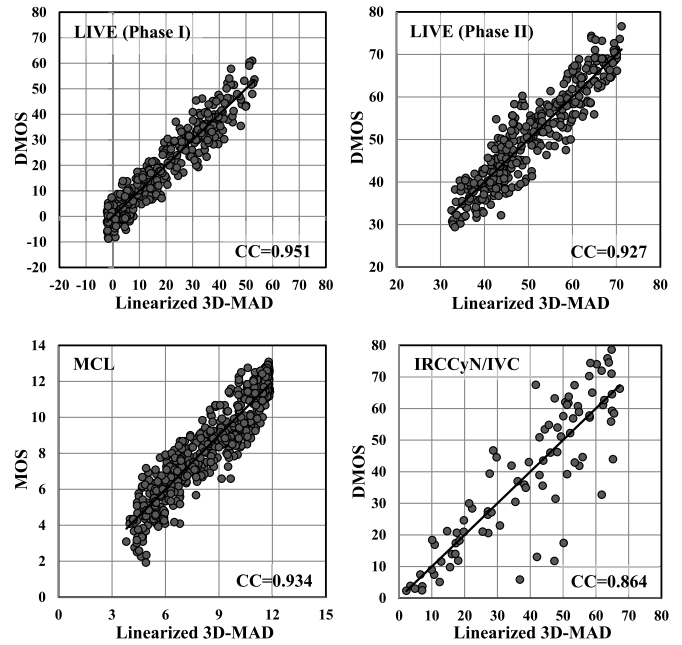 80
70
60
50
40
30
20
10
0
-10
-20
DMOS
LIVE (Phase I)
CC=0.951
-20 -10 0 10 20 30 40 50 60 70 80
Linearized 3D-MAD
80
70
60
50
40
30
20
DMOS
LIVE (Phase II)
CC=0.927
20 30 40 50 60 70 80
Linearized 3D-MAD
14
12
10
8
6
4
2
0
MOS
MCL
CC=0.934
0 3 6 9 12 15
Linearized 3D-MAD
80
70
60
50
40
30
20
10
0
DMOS
IRCCyN/IVC
CC=0.864
0 10 20 30 40 50 60 70 80
Linearized 3D-MAD